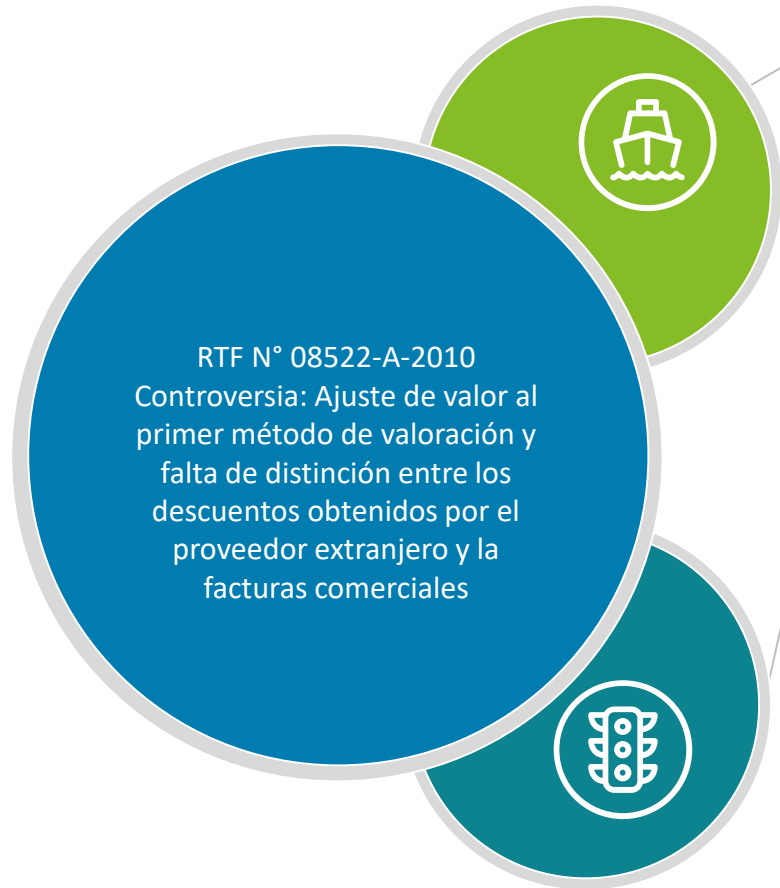 RTF N° 08522-A-2010
Controversia: Ajuste de valor al
primer método de valoración y
falta de distinción entre los
descuentos obtenidos por el
proveedor extranjero y la
facturas comerciales